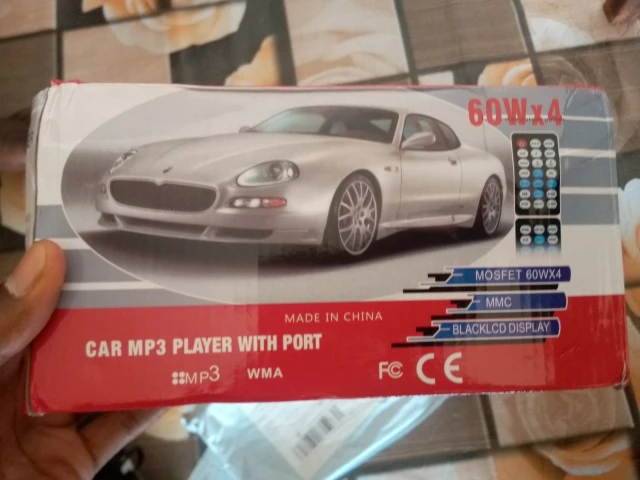 60Wx4
MOSFET 60WX4
MMC
BLACKLCD DISPLAY
MADE IN CHINA
CAR MP3 PLAYER WITH PORT
MP3 WMA
FC CE